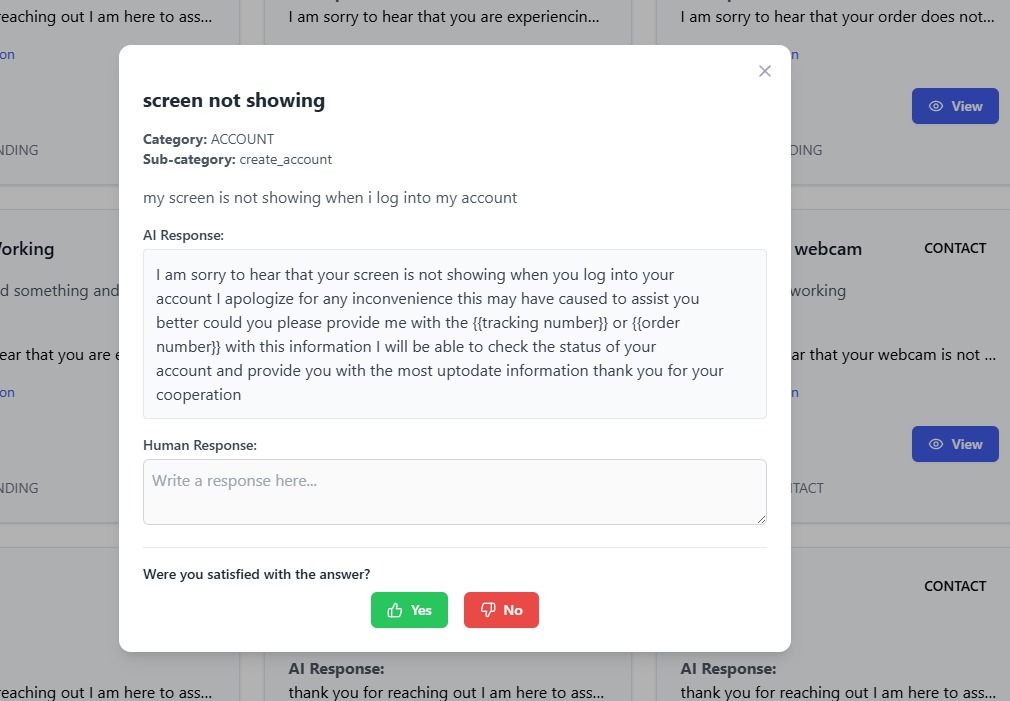 reaching out I am here to ass...
I am sorry to hear that you are experiencin...
I am sorry to hear that your order does not...
on
n
View
NDING
DING
screen not showing
Category: ACCOUNT
Sub-category: create_account
my screen is not showing when i log into my account
AI Response:
I am sorry to hear that your screen is not showing when you log into your
account I apologize for any inconvenience this may have caused to assist you
better could you please provide me with the {{tracking number}} or {{order
number}} with this information I will be able to check the status of your
account and provide you with the most uptodate information thank you for your
cooperation
Human Response:
Write a response here...
Were you satisfied with the answer?
Yes
No
Working
webcam
CONTACT
d something and
working
ear that you are e
ar that your webcam is not ...
on
n
View
NDING
TACT
CONTACT
AI Response:
AI Response:
reaching out I am here to ass...
thank you for reaching out I am here to ass...
thank you for reaching out I am here to ass...